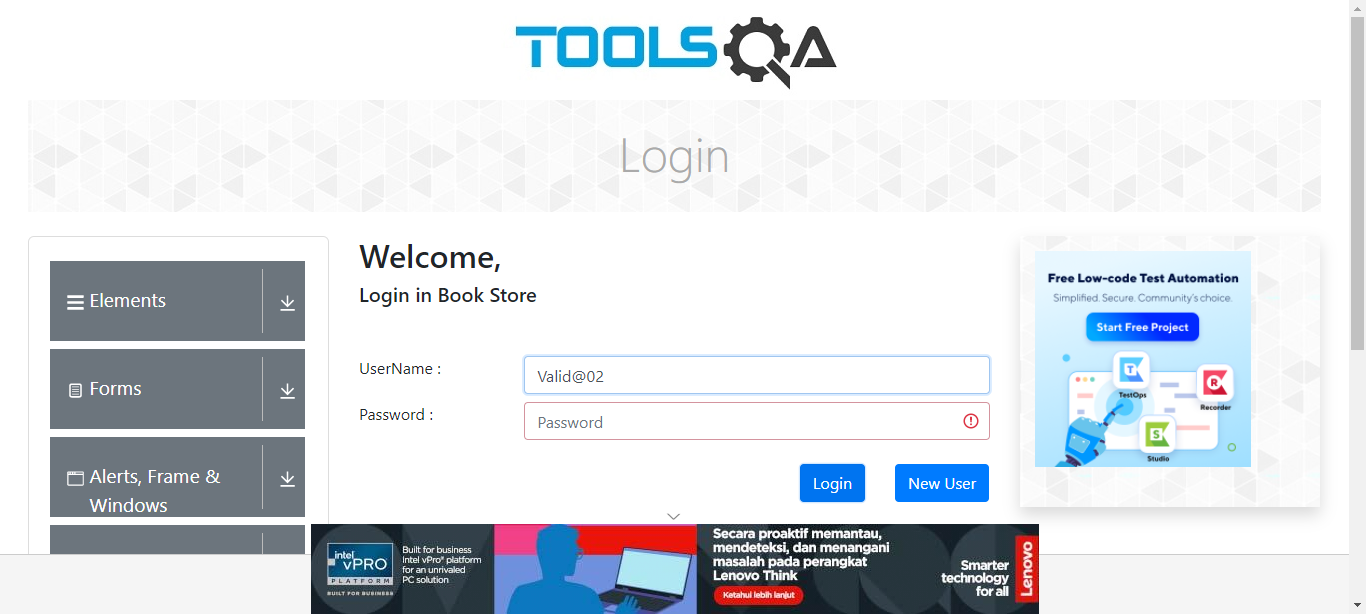 TOOLSQA
Login
Elements
Forms
Alerts, Frame &
Windows
Welcome,
Login in Book Store
UserName :
Valid@02
Password :
Password
Login
New User
Free Low-code Test Automation
Simplified. Secure. Community's choice.
Start Free Project
TestOps
Recorder
Studio
intel
vPRO
PLATFORM
BUILT FOR BUSINESS
Built for business
Intel vPro® platform
for an unrivaled
PC solution
Secara proaktif memantau,
mendeteksi, dan menangani
masalah pada perangkat
Lenovo Think
Ketahui lebih lanjut
Smarter
technology
for all
Lenovo